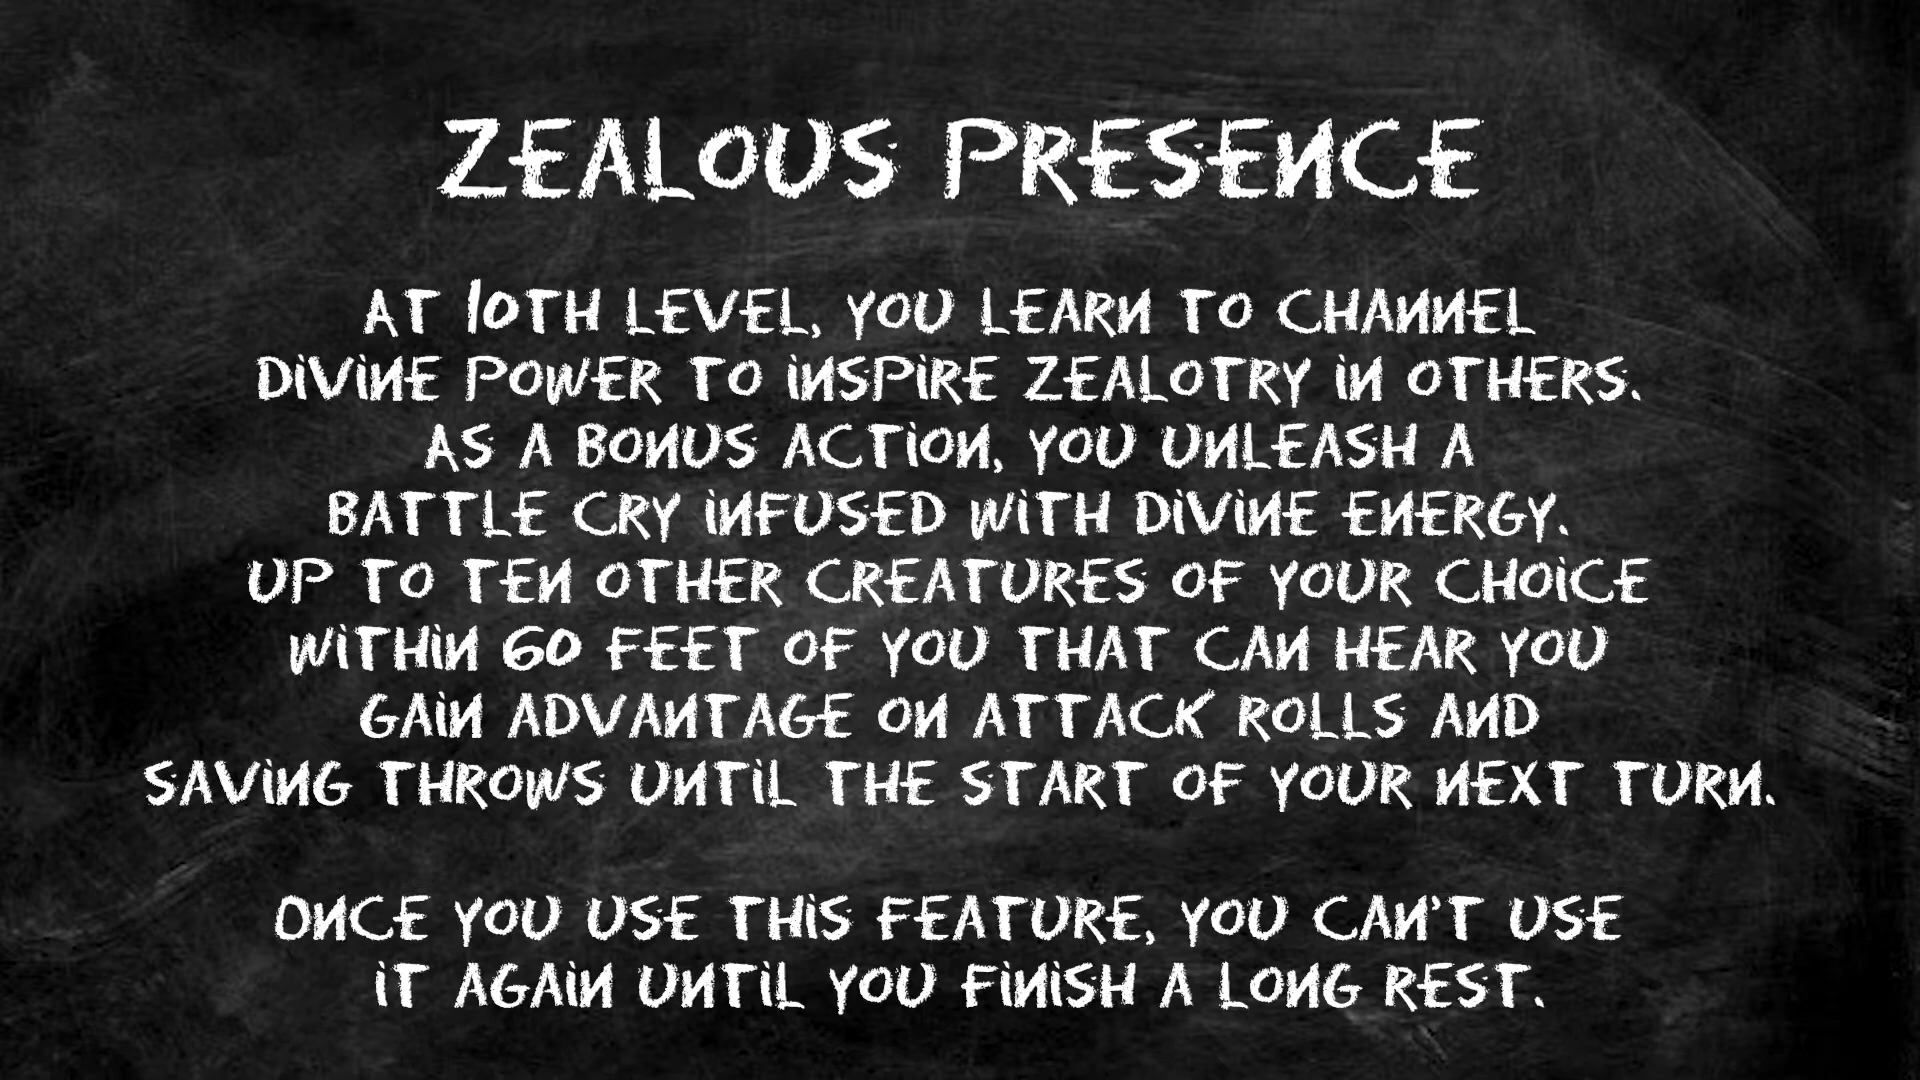 ZEALOUS PRESENCE
AT 10TH LEVEL, YOU LEARN TO CHANNEL
DIVINE POWER TO INSPIRE ZEALOTRY IN OTHERS.
AS A BONUS ACTION, YOU UNLEASH A
BATTLE CRY INFUSED WITH DIVINE ENERGY.
UP TO TEN OTHER CREATURES OF YOUR CHOICE
WITHIN 60 FEET OF YOU THAT CAN HEAR YOU
GAIN ADVANTAGE ON ATTACK ROLLS AND
SAVING THROWS UNTIL THE START OF YOUR NEXT TURN.
ONCE YOU USE THIS FEATURE, YOU CAN'T USE
IT AGAIN UNTIL YOU FINISH A LONG REST.